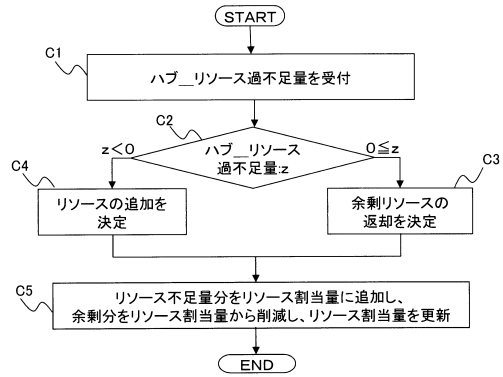 START
C1
ハブ__リソース過不足量を受付
C2
z<0
ハブ__リソース
過不足量:z
0≦z
C4
リソースの追加を
決定
C3
余剰リソースの
返却を決定
C5
リソース不足量分をリソース割当量に追加し、
余剰分をリソース割当量から削減し、リソース割当量を更新
END